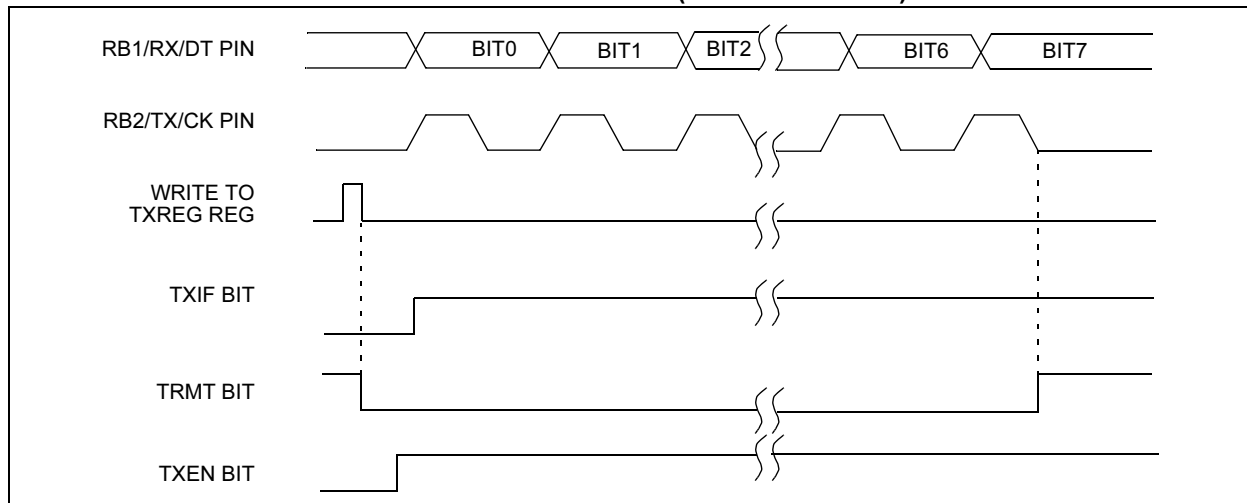 RB1/RX/DT PIN
BIT0 BIT1 BIT2 BIT6 BIT7
RB2/TX/CK PIN
WRITE TO
TXREG REG
TXIF BIT
TRMT BIT
TXEN BIT